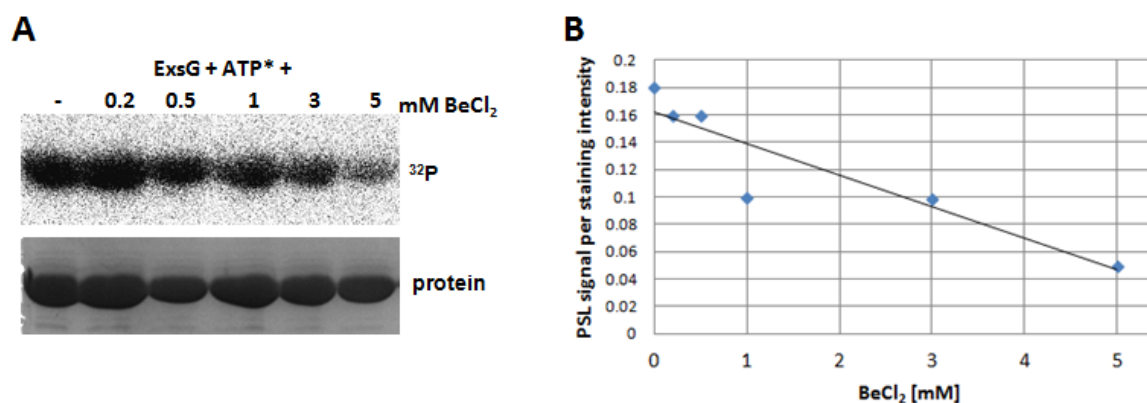 A
ExsG + ATP* +
- 0.2 0.5 1 3 5 mM BeCl₂
³²P
protein
B
PSL signal per staining intensity
0.2
0.18
0.16
0.14
0.12
0.1
0.08
0.06
0.04
0.02
0
0 1 2 3 4 5
BeCl₂ [mM]